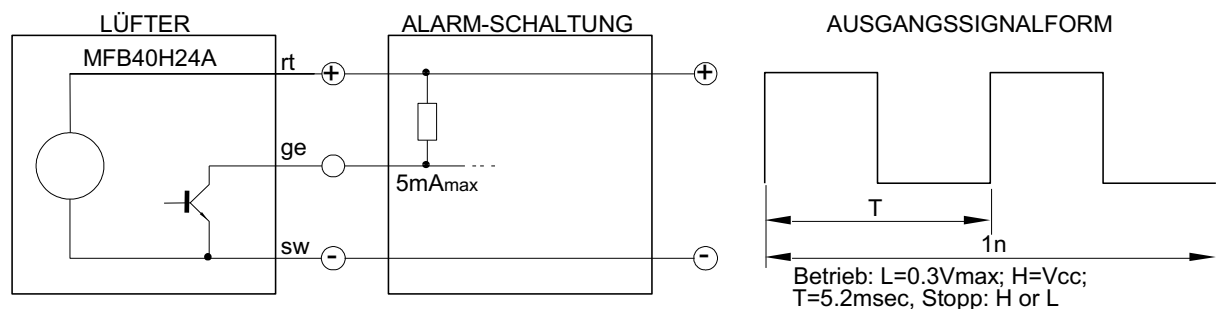 LÜFTER
ALARM-SCHALTUNG
AUSGANGSSIGNALFORM
MFB40H24A
rt
+
+
ge
5mAmax
T
1n
sw
-
-
Betrieb: L=0.3Vmax; H=Vcc;
T=5.2msec, Stopp: H or L